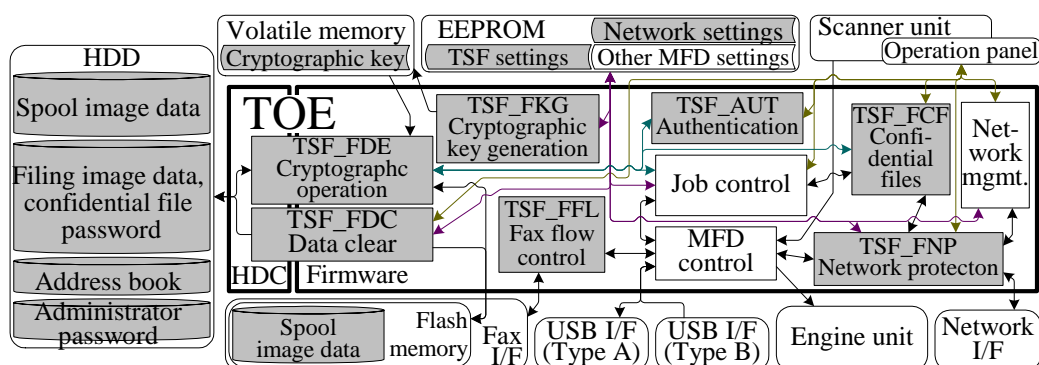 HDD
Spool image data
Filing image data,
confidential file
password
Address book
Administrator
password
Volatile memory
Cryptographic key
EEPROM
Network settings
TSF settings
Other MFD settings
Scanner unit
Operation panel
TOE
HDC
Firmware
TSF_FDE
Cryptographc
operation
TSF_FDC
Data clear
TSF_FKG
Cryptographic
key generation
TSF_FFL
Fax flow
control
TSF_AUT
Authentication
Job control
MFD
control
TSF_FCF
Confi-
dential
files
Net-
work
mgmt.
TSF_FNP
Network protecton
Spool
image data
Flash
memory
Fax
I/F
USB I/F
(Type A)
USB I/F
(Type B)
Engine unit
Network
I/F